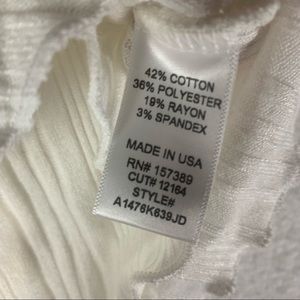 42% COTTON
36% POLYESTER
19% RAYON
3% SPANDEX
MADE IN USA
RN# 157389
CUT# 12164
STYLE#
A1476K639JD